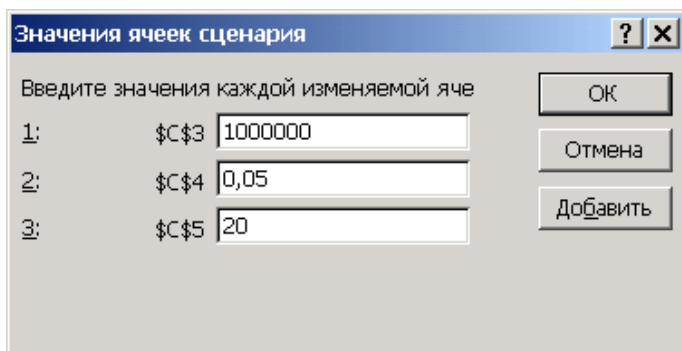 Значения ячеек сценария
Введите значения каждой изменяемой яче
1: $C$3 1000000
2: $C$4 0,05
3: $C$5 20
ОК
Отмена
Добавить